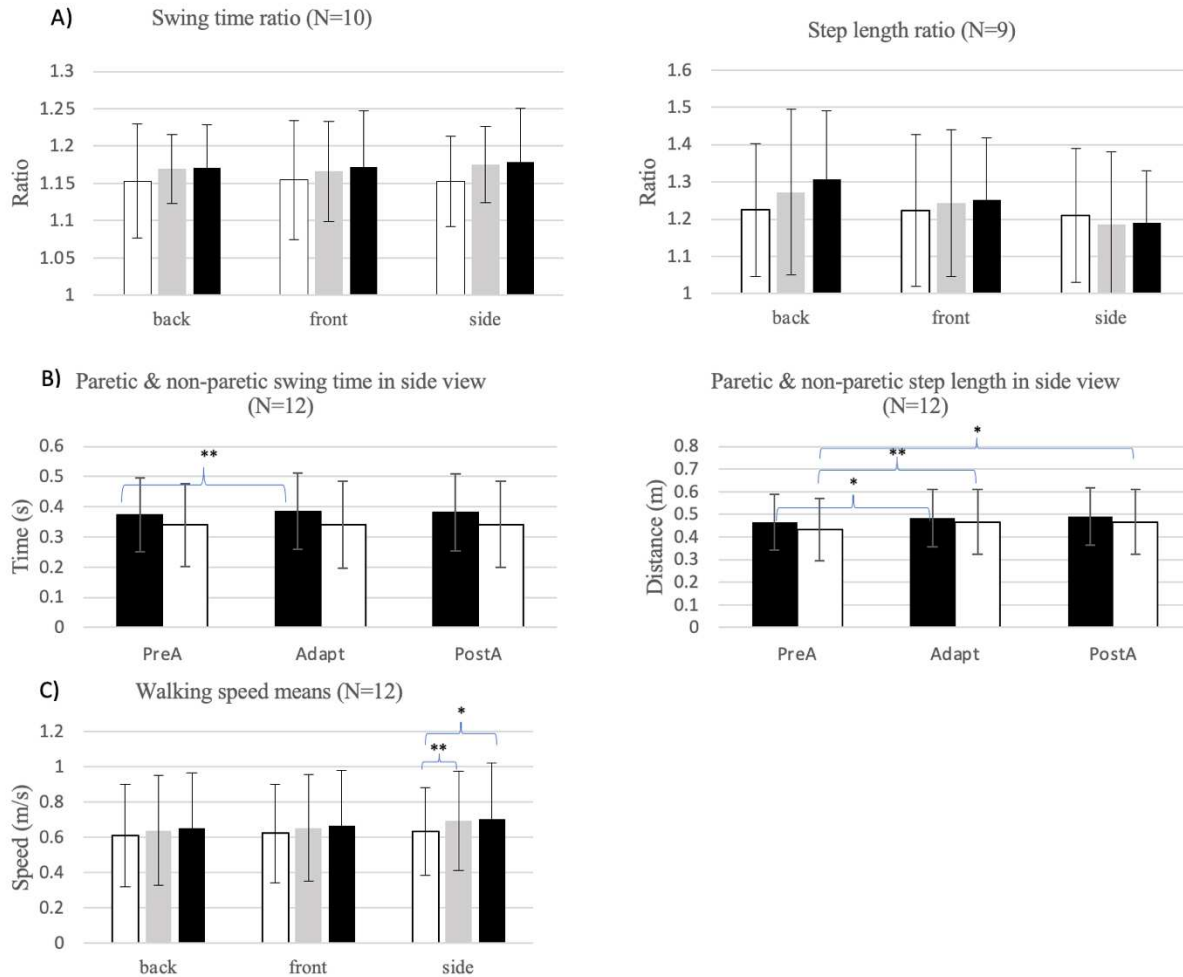 A)
Swing time ratio (N=10)
Ratio
1.3
1.25
1.2
1.15
1.1
1.05
1
back front side
Step length ratio (N=9)
Ratio
1.6
1.5
1.4
1.3
1.2
1.1
1
back front side
B)
Paretic & non-paretic swing time in side view
(N=12)
Time (s)
0.6
0.5
0.4
0.3
0.2
0.1
0
**
PreA Adapt PostA
Paretic & non-paretic step length in side view
(N=12)
Distance (m)
0.8
0.7
0.6
0.5
0.4
0.3
0.2
0.1
0
*
**
*
PreA Adapt PostA
C)
Walking speed means (N=12)
Speed (m/s)
1.2
1
0.8
0.6
0.4
0.2
0
*
**
back front side